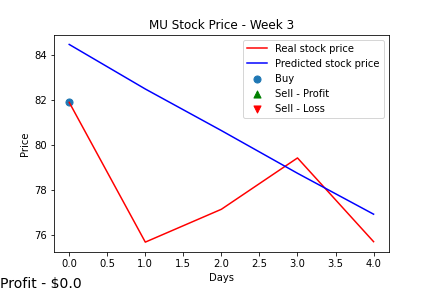 MU Stock Price - Week 3
Real stock price
Predicted stock price
Buy
Sell - Profit
Sell - Loss
Price
84
82
80
78
76
0.0 0.5 1.0 1.5 2.0 2.5 3.0 3.5 4.0
Days
Profit - $0.0